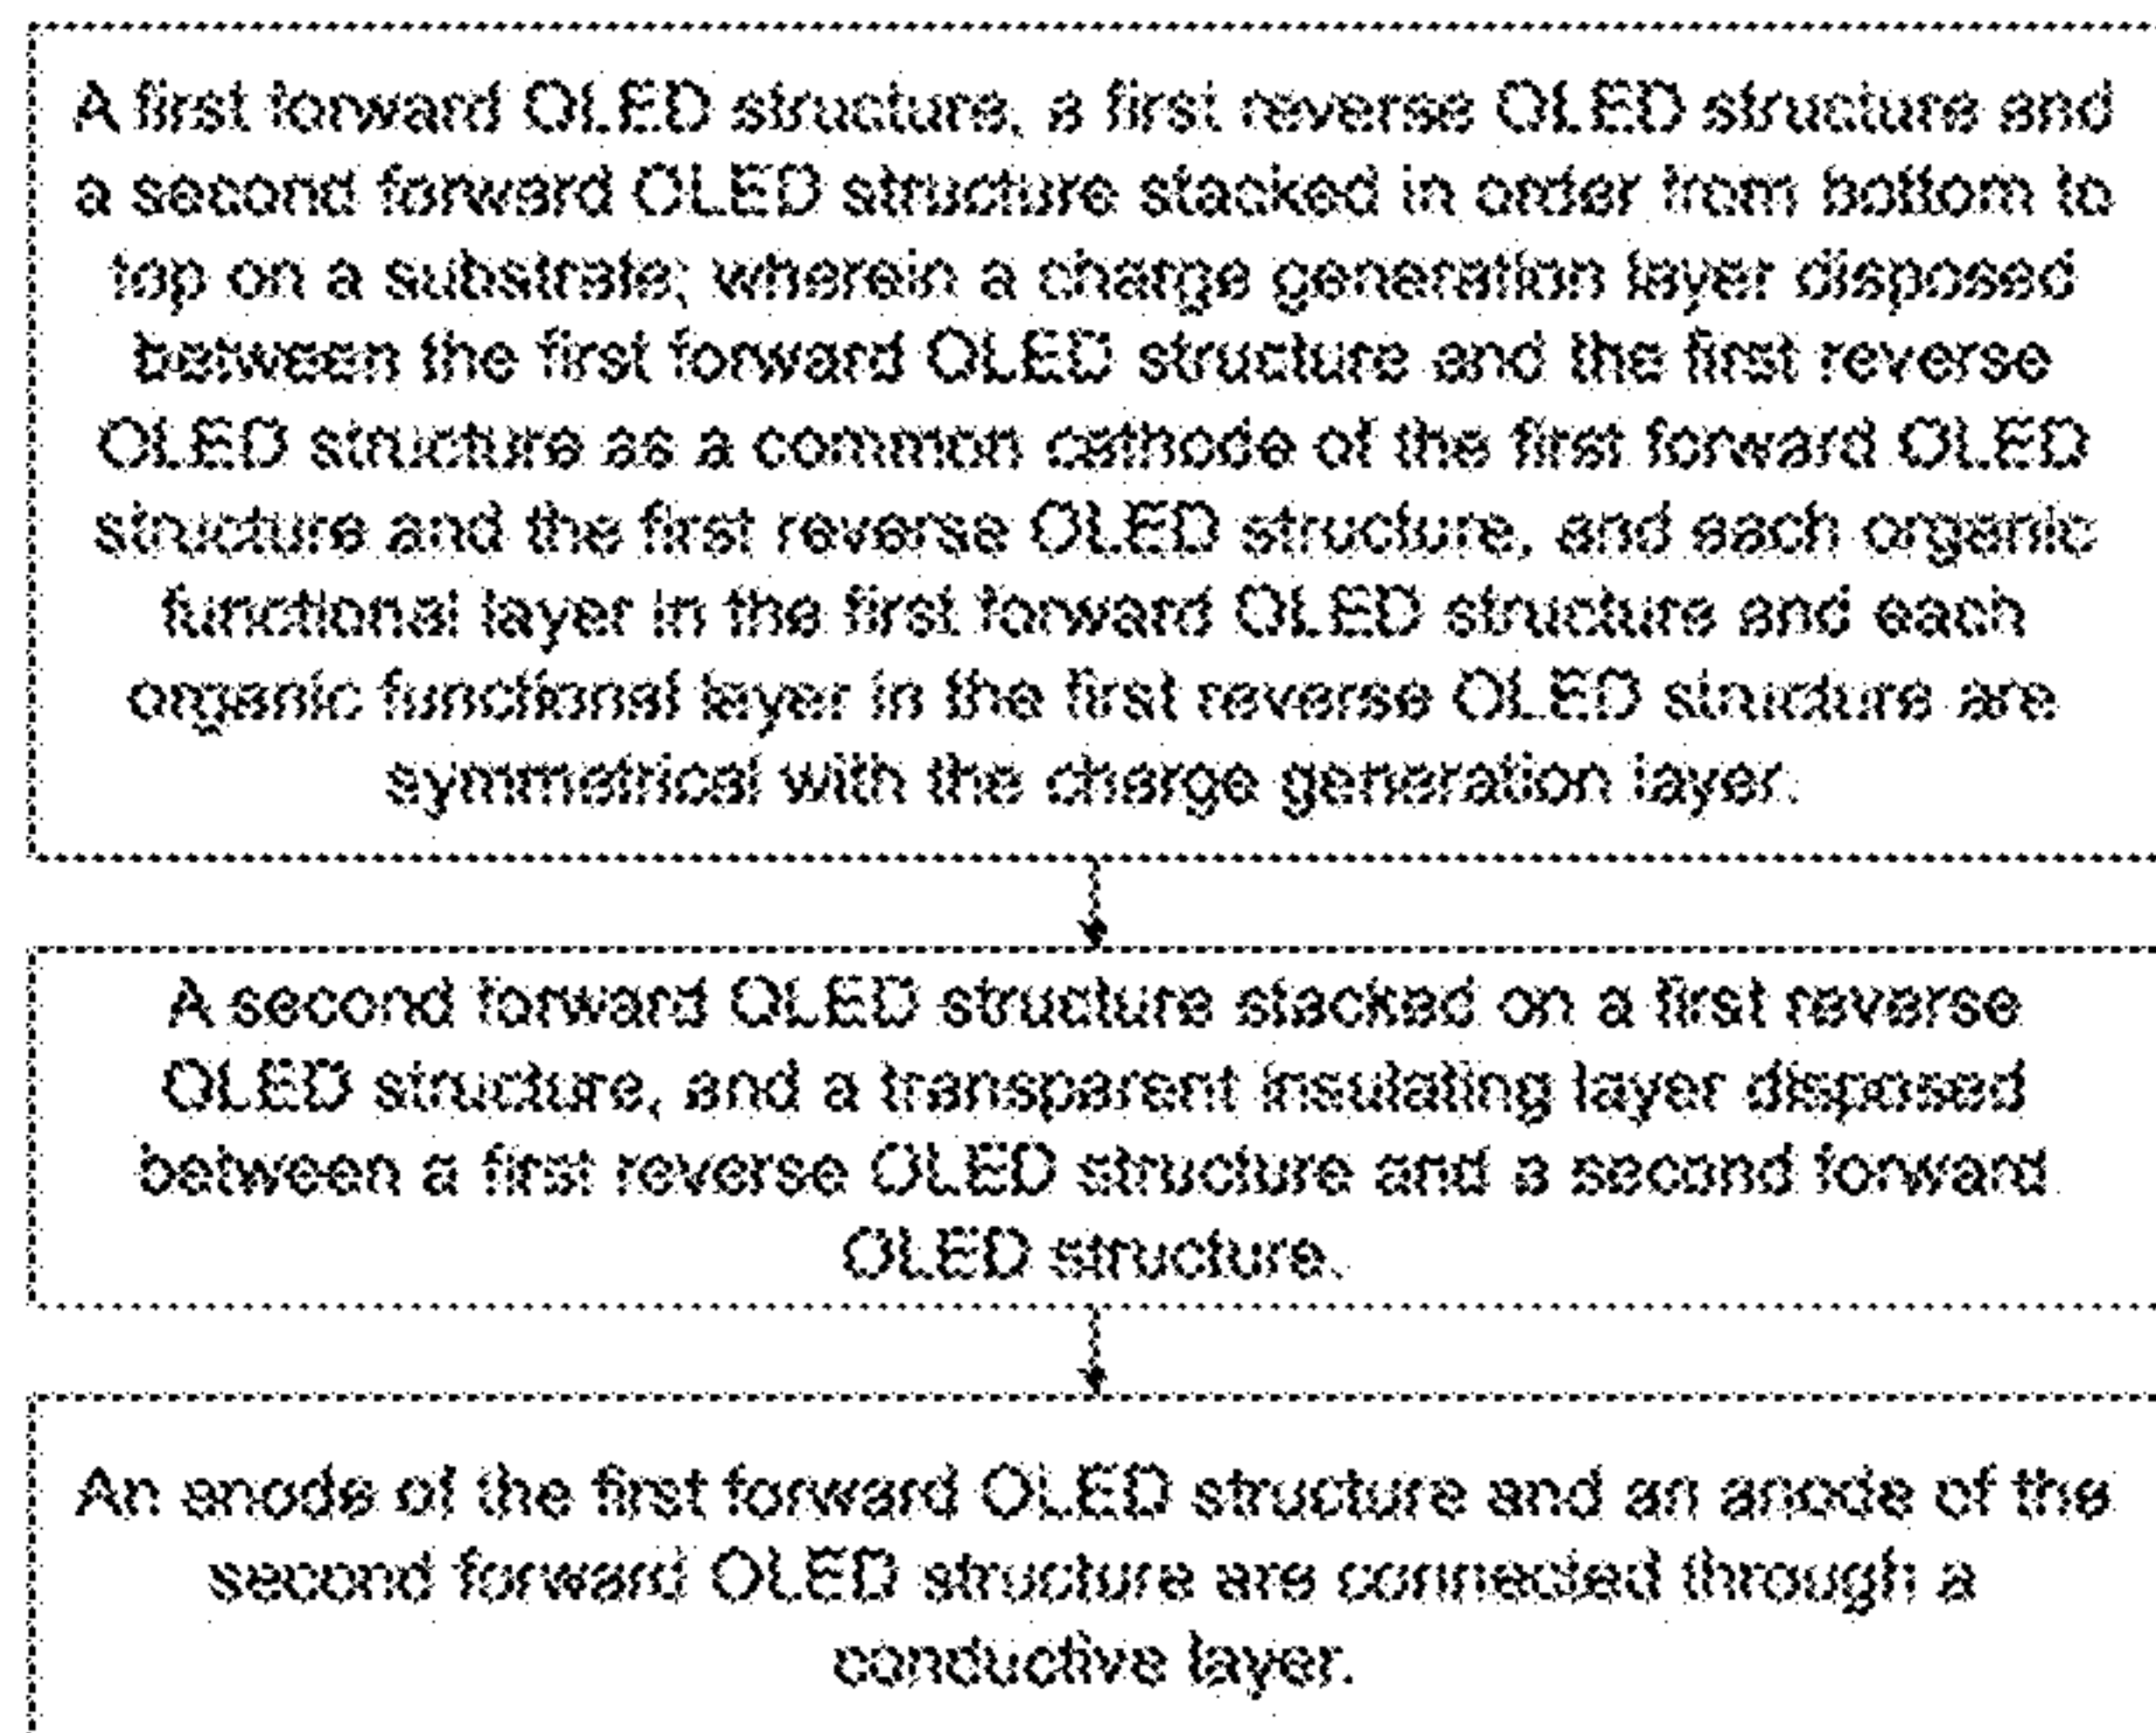 A first forward OLED structure, a first reverse OLED structure and
a second forward OLED structure stacked in order from bottom to
top on a substrate; wherein a charge generation layer disposed
between the first forward OLED structure and the first reverse
OLED structure as a common cathode of the first forward OLED
structure and the first reverse OLED structure, and each organic
functional layer in the first forward OLED structure and each
organic functional layer in the first reverse OLED structure are
symmetrical with the charge generation layer.
A second forward OLED structure stacked on a first reverse
OLED structure, and a transparent insulating layer disposed
between a first reverse OLED structure and a second forward
OLED structure.
An anode of the first forward OLED structure and an anode of the
second forward OLED structure are connected through a
conductive layer.